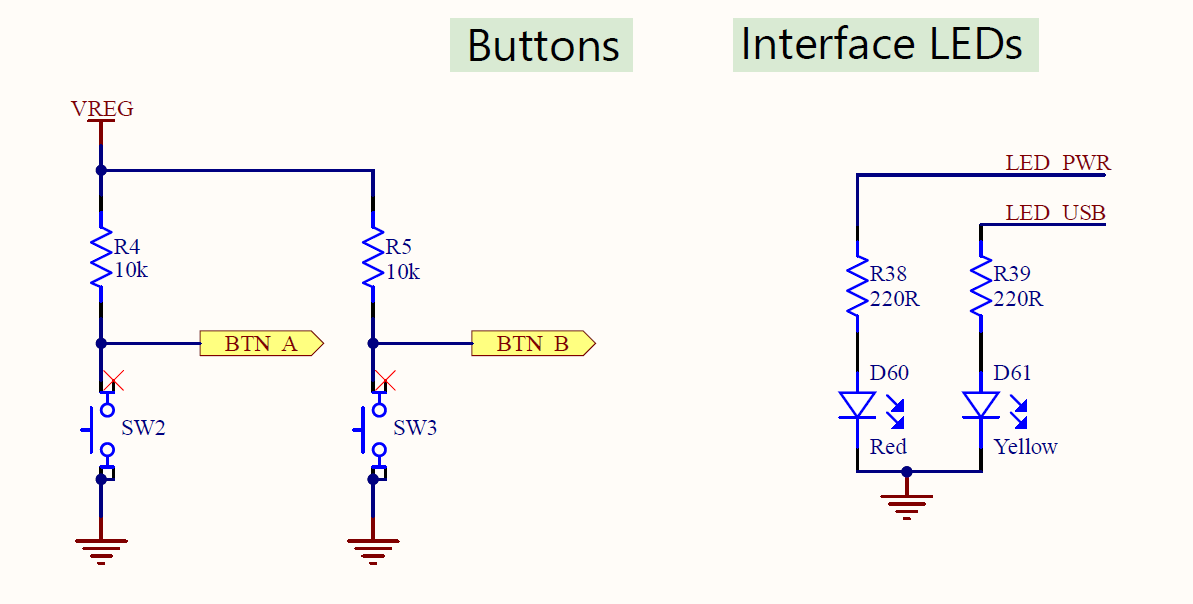 Buttons
Interface LEDs
VREG
LED_PWR
LED_USB
R4
10k
R5
10k
R38
220R
R39
220R
BTN_A
BTN_B
D60
D61
SW2
SW3
Red
Yellow